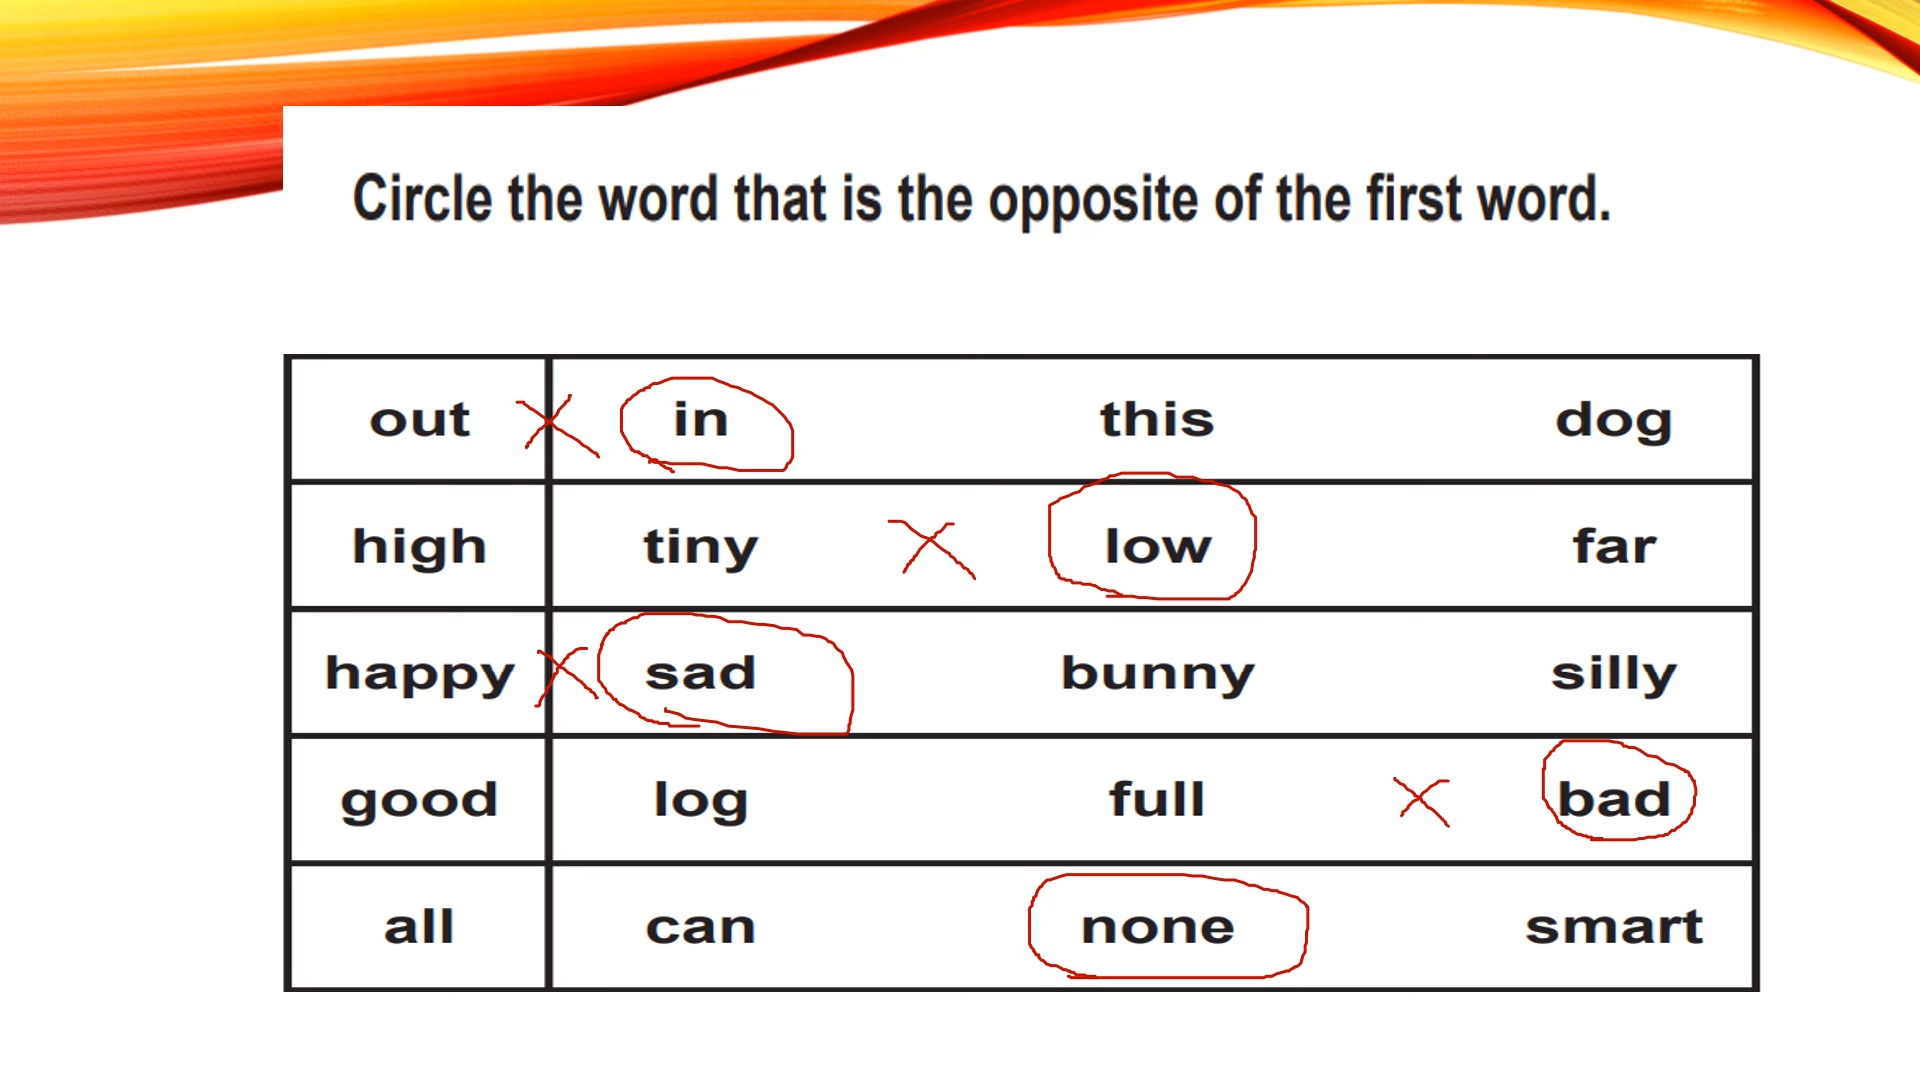 Circle the word that is the opposite of the first word.
out in this dog
high tiny low far
happy sad bunny silly
good log full bad
all can none smart